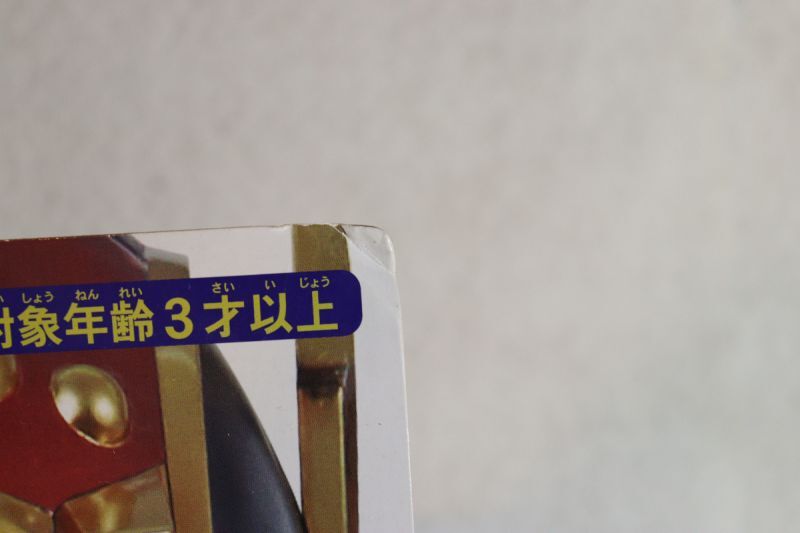 しょう ねん れい さい い じょう
対象年齢3才以上